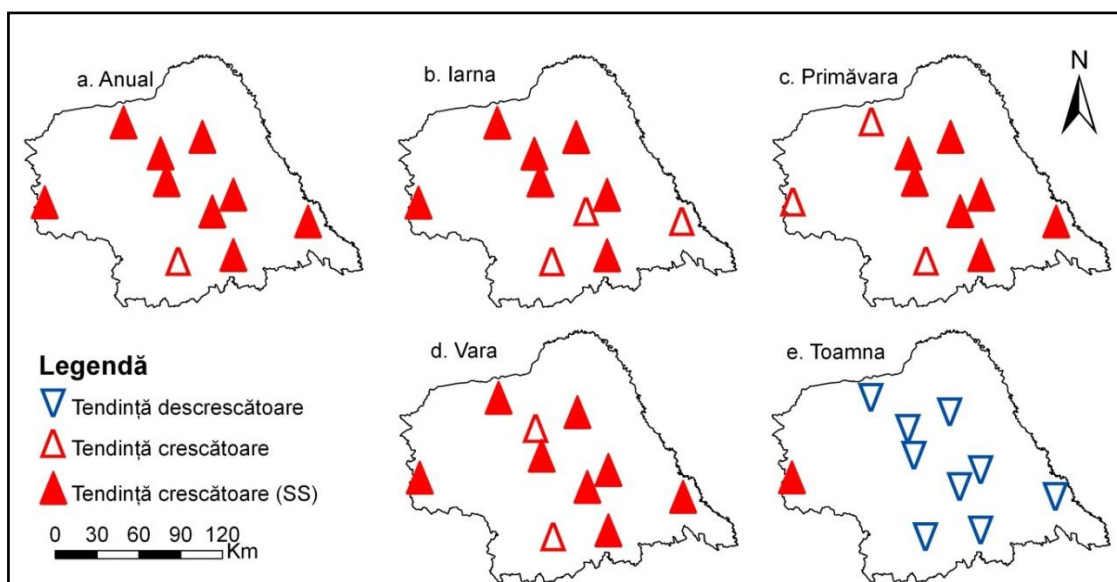 a. Anual
b. Iarna
c. Primăvara
N
d. Vara
e. Toamna
Legendă
Tendință descrescătoare
Tendință crescătoare
Tendință crescătoare (SS)
0 30 60 90 120
Km